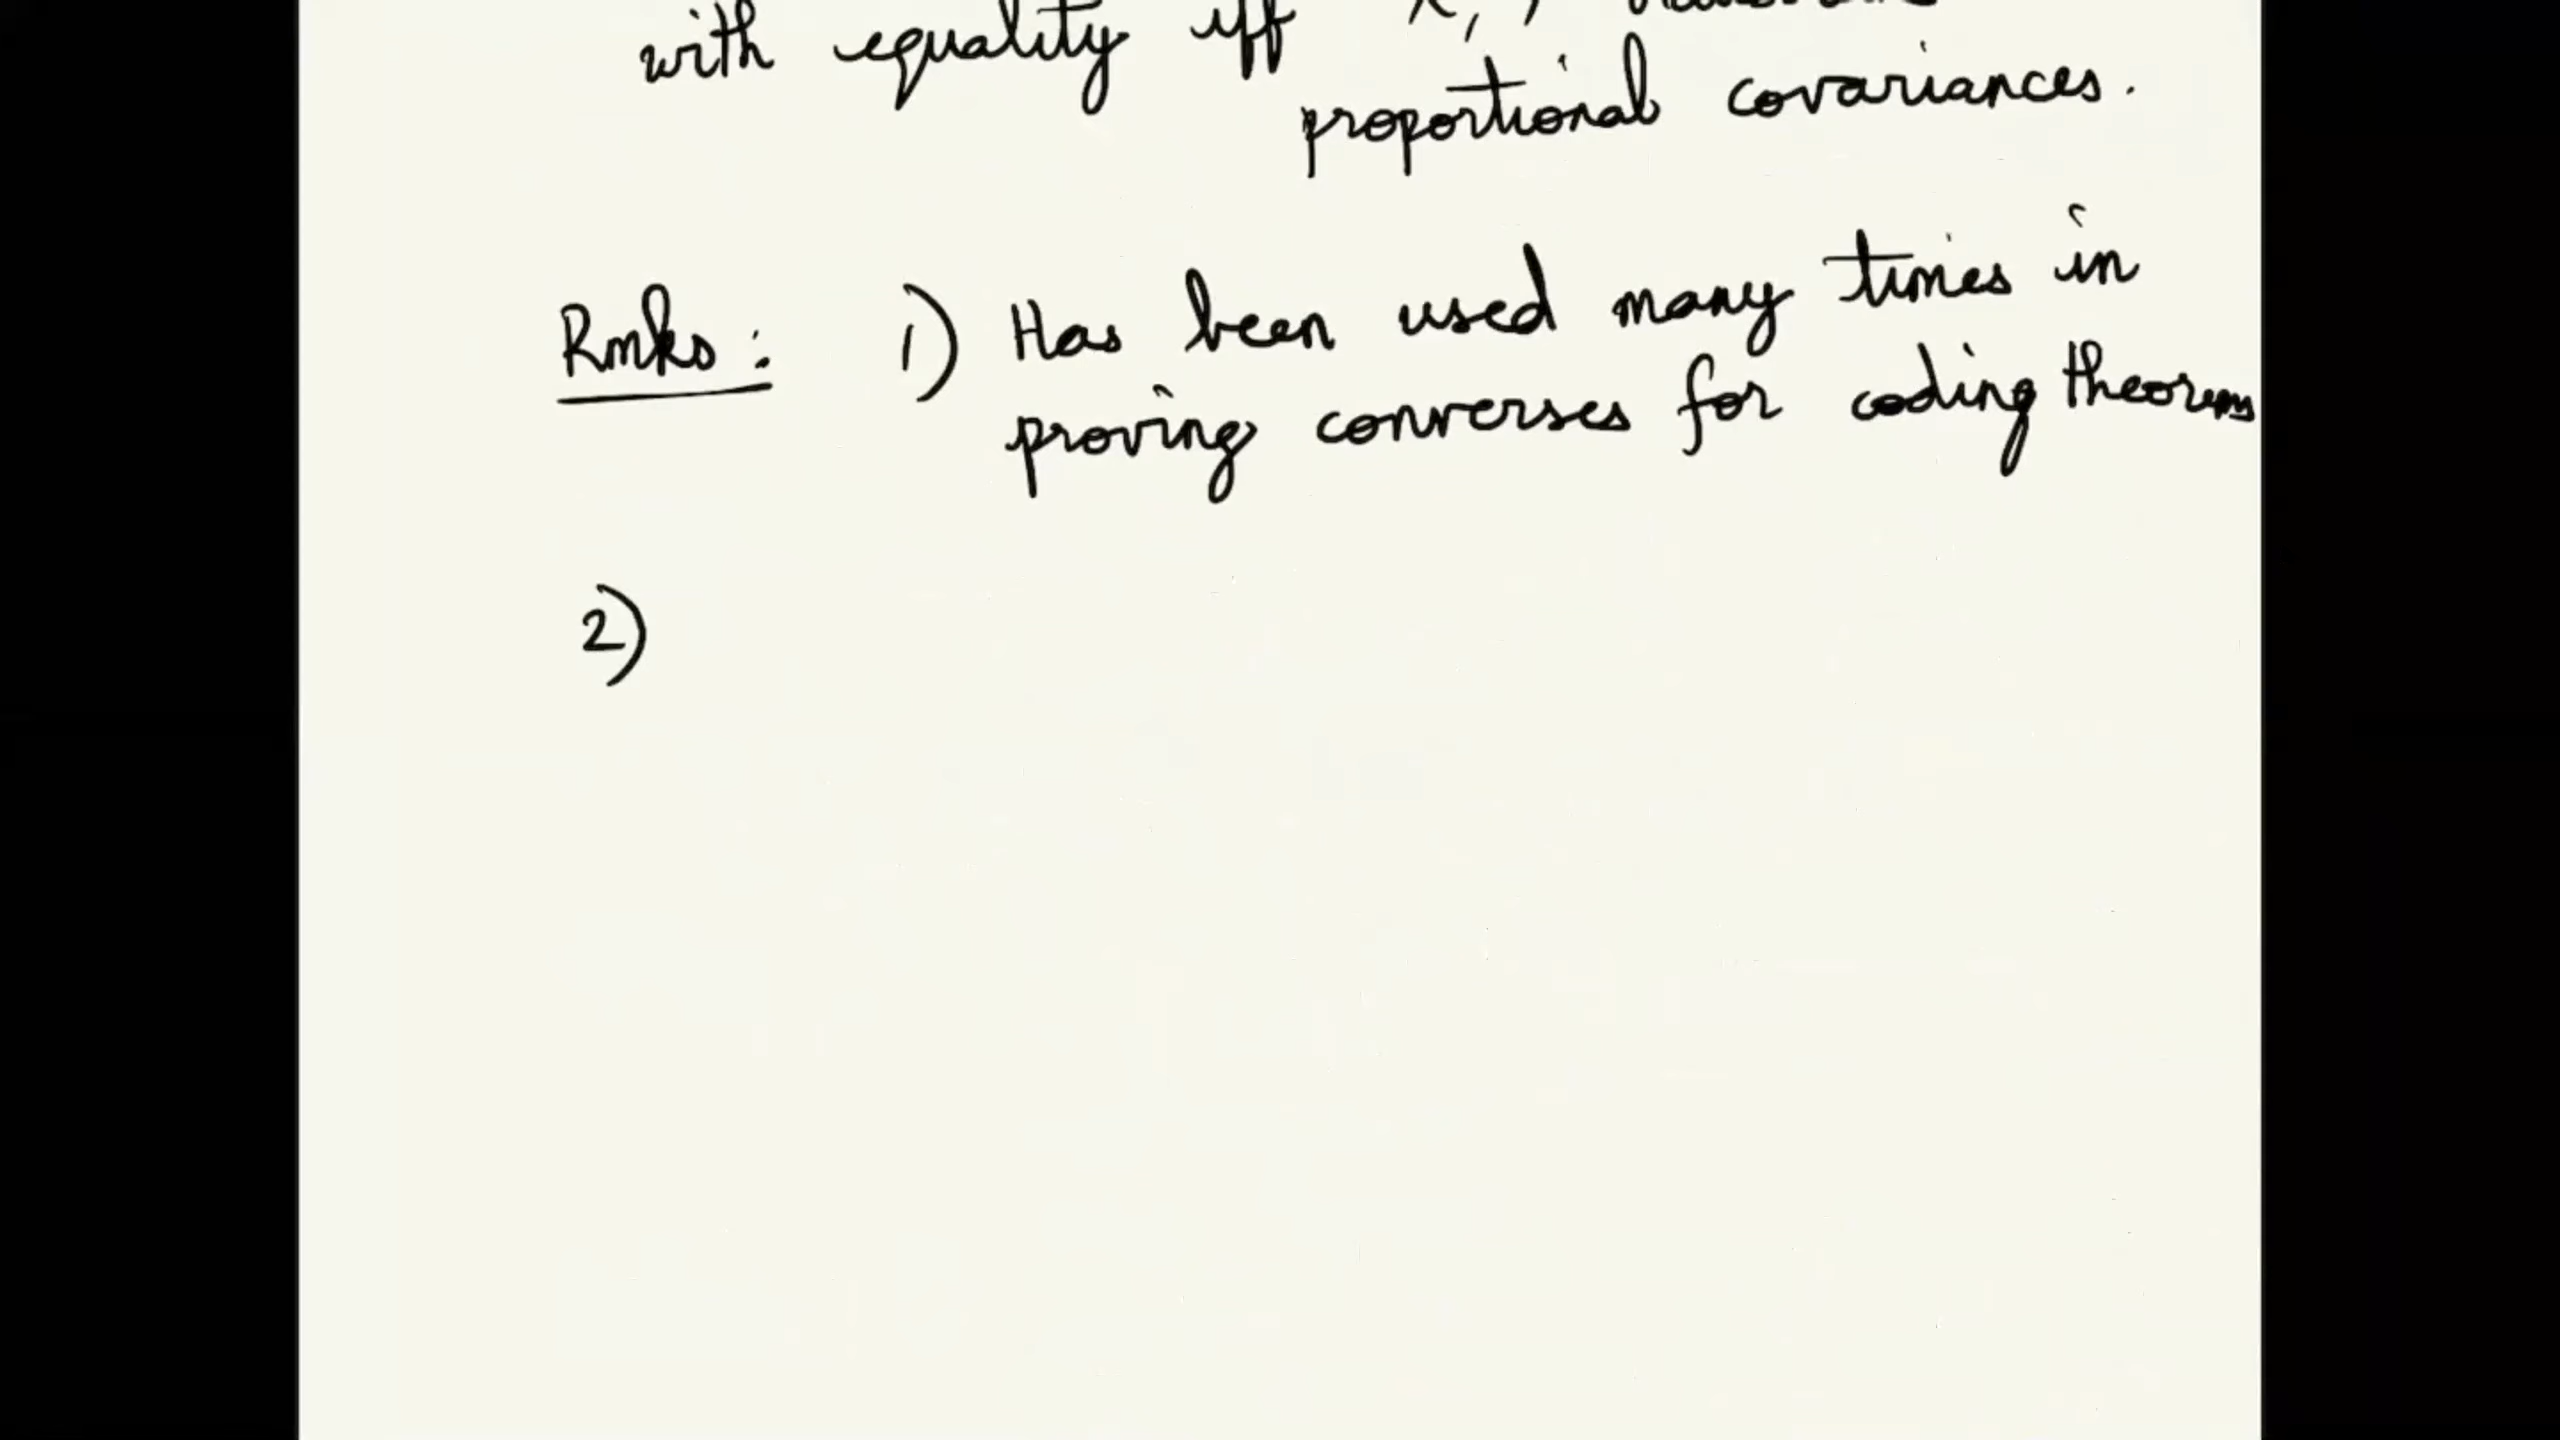 with equality iff X, Y
proportional covariances.
Rmks: 1) Has been used many times in
proving converses for coding theorems
2)